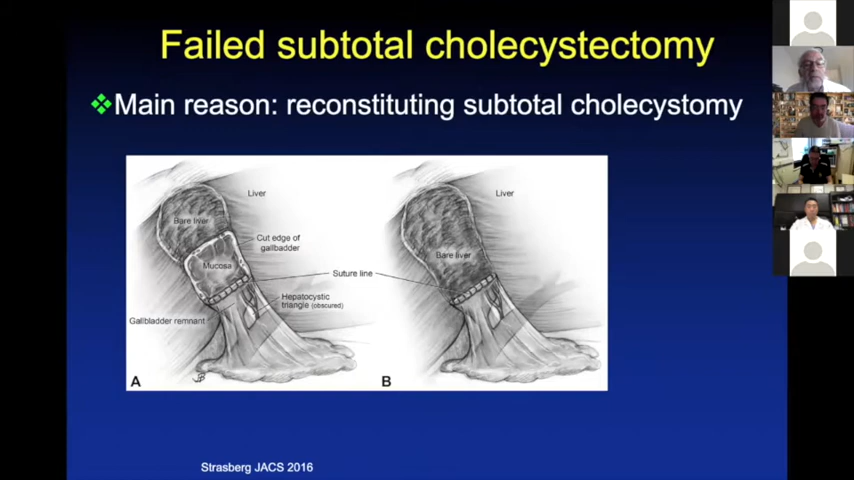 Failed subtotal cholecystectomy
Main reason: reconstituting subtotal cholecystomy
Liver
Bare liver
Cut edge of
gallbladder
Mucosa
Suture line
Hepatocystic
triangle (obscured)
Gallbladder remnant
A
Liver
Bare liver
B
Strasberg JACS 2016